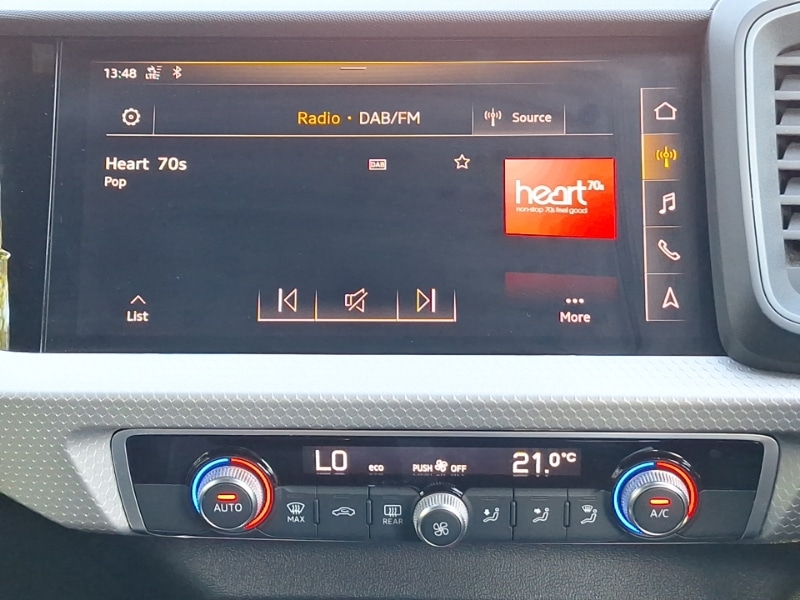 13:48 LTE
Radio · DAB/FM
Source
Heart 70s
DAB
Pop
heart 70s
non-stop 70s feel good!
List
More
LO
eco
PUSH OFF
21.0°C
AUTO
MAX
REAR
A/C